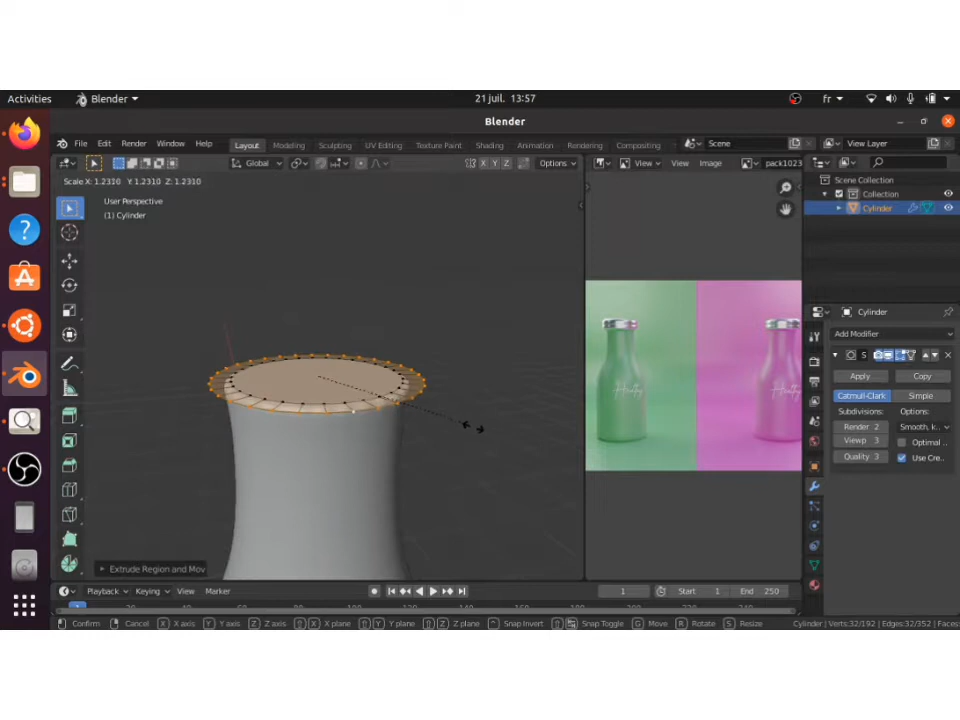 Activities Blender 21 juil. 13:57 fr
Blender
File Edit Render Window Help Layout Modeling Sculpting UV Editing Texture Paint Shading Animation Rendering Compositing Scene View Layer
Global X Y Z Options View View Image pack1023
Scale X: 1.2310 Y 1.2310 Z: 1.2310
Scene Collection
User Perspective
Collection
(1) Cylinder
Cylinder
Cylinder
Add Modifier
S
Apply Copy
Catmull-Clark Simple
Subdivisions: Options:
Render 2 Smooth, k..
Viewp 3 Optimal ..
Quality 3 Use Cre..
Healthy
Extrude Region and Mov
Playback Keying View Marker 1 Start 1 End 250
Confirm Cancel X X axis Y Y axis Z Z axis X X plane Y Y plane Z Z plane Snap Invert Snap Toggle G Move R Rotate S Resize Cylinder | Verts:32/192 | Edges:32/352 | Faces: